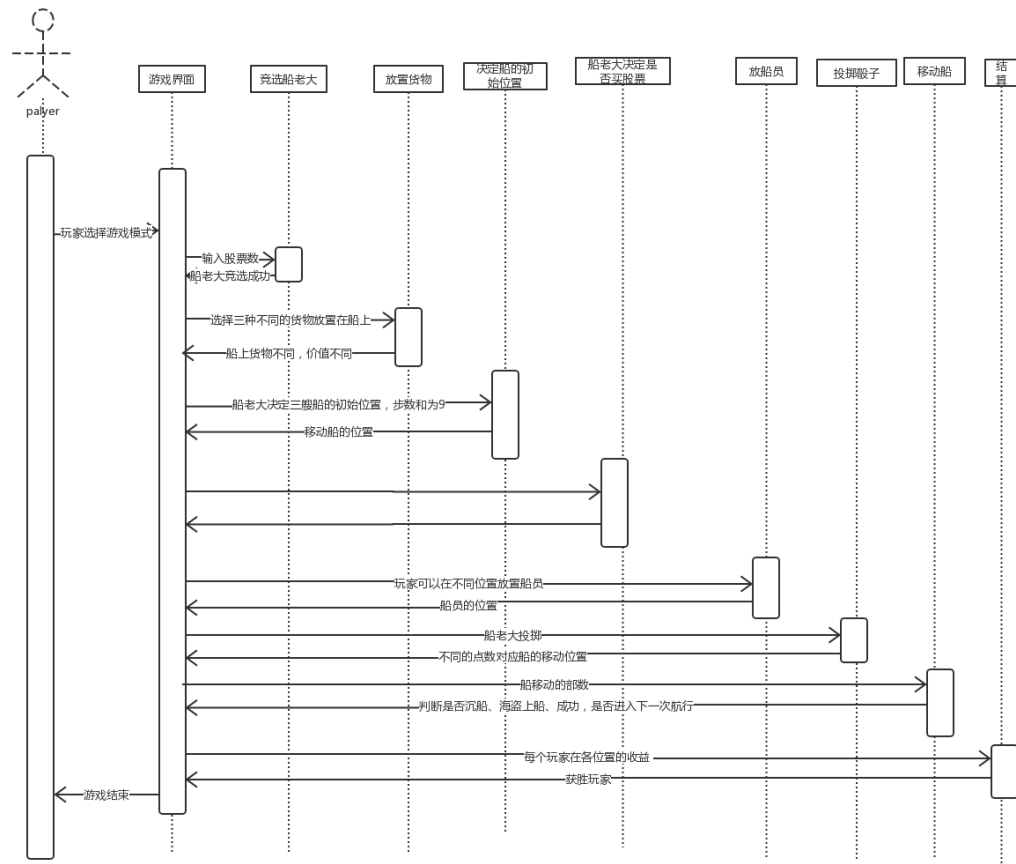 palyer
游戏界面
竞选船老大
放置货物
决定船的初
始位置
船老大决定是
否买股票
放船员
投掷骰子
移动船
结
算
玩家选择游戏模式
输入股票数
船老大竞选成功
选择三种不同的货物放置在船上
船上货物不同，价值不同
船老大决定三艘船的初始位置，步数和为9
移动船的位置
玩家可以在不同位置放置船员
船员的位置
船老大投掷
不同的点数对应船的移动位置
船移动的部数
判断是否沉船、海盗上船、成功，是否进入下一次航行
每个玩家在各位置的收益
获胜玩家
游戏结束